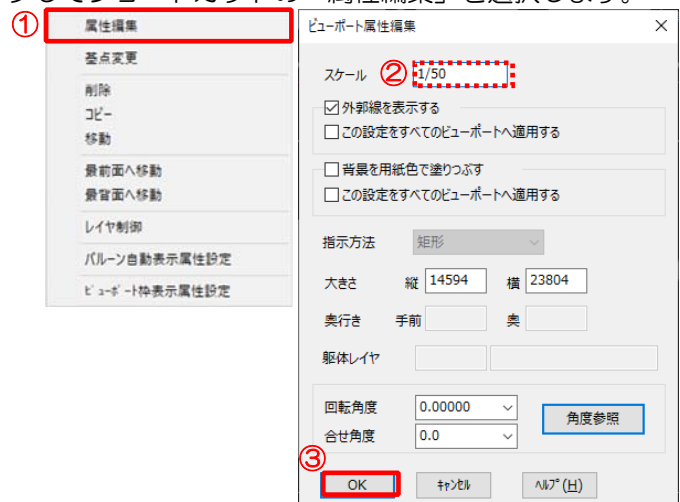 ①
属性編集
基点変更
削除
コピー
移動
最前面へ移動
最背面へ移動
レイヤ制御
バルーン自動表示属性設定
ビューポート枠表示属性設定
ビューポート属性編集
スケール ② 1/50
外郭線を表示する
この設定をすべてのビューポートへ適用する
背景を用紙色で塗りつぶす
この設定をすべてのビューポートへ適用する
指示方法 矩形
大きさ 縦 14594 横 23804
奥行き 手前 奥
躯体レイヤ
回転角度 0.00000
角度参照
合せ角度 0.0
③
OK キャンセル ヘルプ(H)